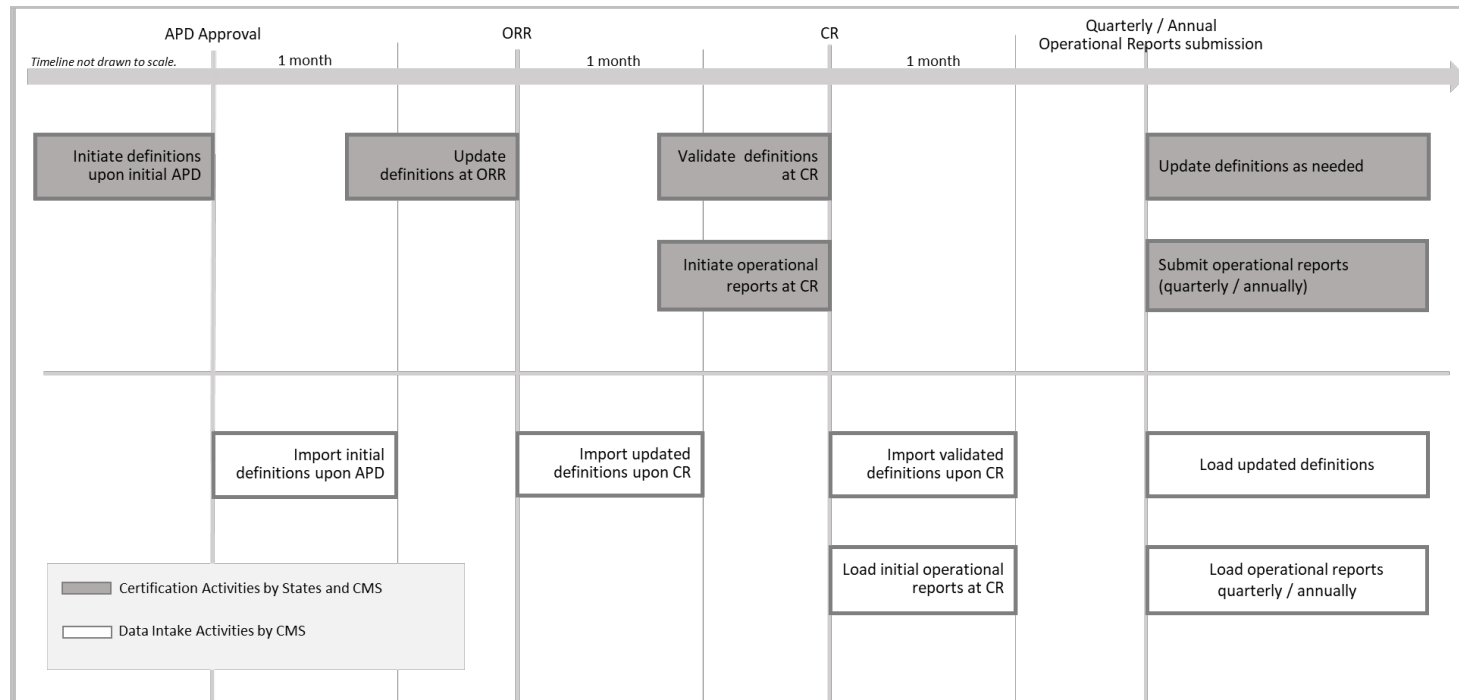 APD Approval
ORR
CR
Quarterly / Annual
Operational Reports submission
Timeline not drawn to scale.
1 month
1 month
1 month
Initiate definitions
upon initial APD
Update
definitions at ORR
Validate definitions
at CR
Update definitions as needed
Initiate operational
reports at CR
Submit operational reports
(quarterly / annually)
Import initial
definitions upon APD
Import updated
definitions upon CR
Import validated
definitions upon CR
Load updated definitions
Load initial operational
reports at CR
Load operational reports
quarterly / annually
Certification Activities by States and CMS
Data Intake Activities by CMS